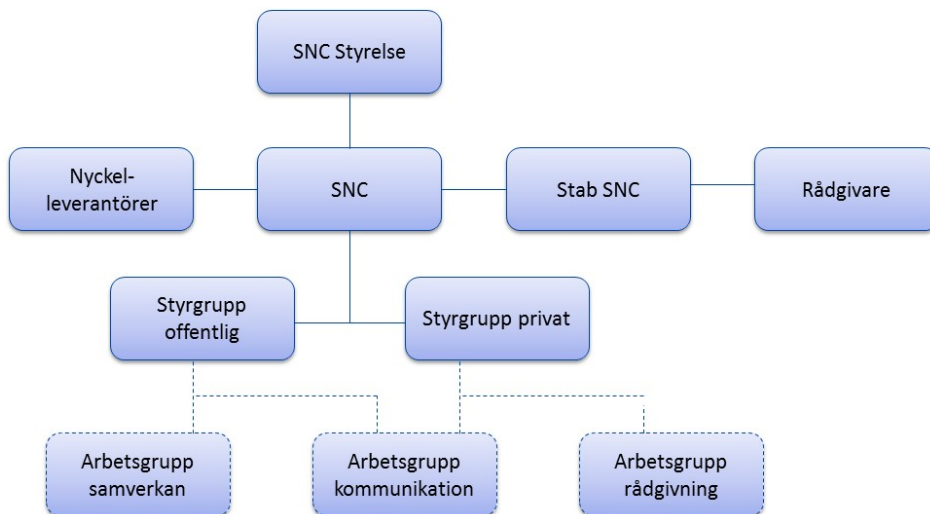 SNC Styrelse
Nyckel-
leverantörer
SNC
Stab SNC
Rådgivare
Styrgrupp
offentlig
Styrgrupp privat
Arbetsgrupp
samverkan
Arbetsgrupp
kommunikation
Arbetsgrupp
rådgivning